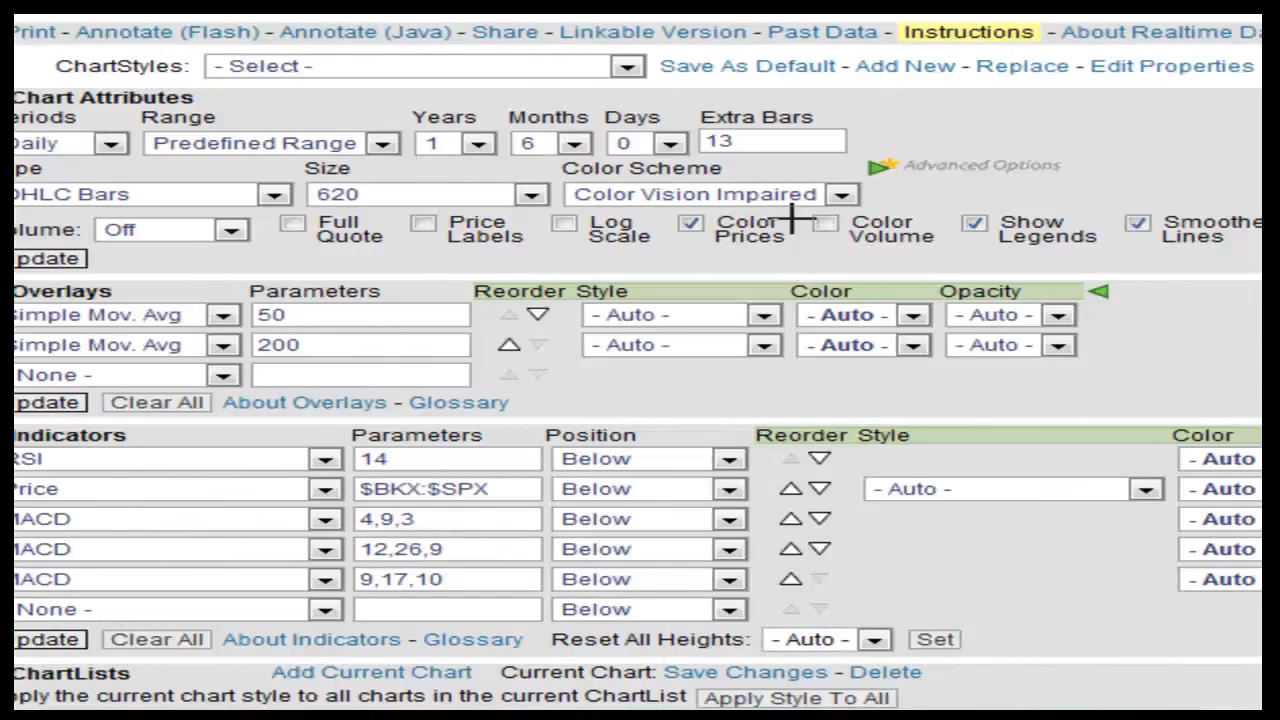 Print - Annotate (Flash) - Annotate (Java) - Share - Linkable Version - Past Data - Instructions - About Realtime
ChartStyles: - Select - Save As Default - Add New - Replace - Edit Properties
Chart Attributes
eriods Range Years Months Days Extra Bars
Daily Predefined Range 1 6 0 13
pe Size Color Scheme Advanced Options
OHLC Bars 620 Color Vision Impaired
olume: Off Full Quote Price Labels Log Scale Color Prices Color Volume Show Legends Smoothe Lines
pdate
Overlays Parameters Reorder Style Color Opacity
Simple Mov. Avg 50 - Auto - - Auto - - Auto -
Simple Mov. Avg 200 - Auto - - Auto - - Auto -
None -
pdate Clear All About Overlays - Glossary
Indicators Parameters Position Reorder Style Color
RSI 14 Below - Auto
Price $BKX:$SPX Below - Auto - - Auto
MACD 4,9,3 Below - Auto
MACD 12,26,9 Below - Auto
MACD 9,17,10 Below - Auto
None - Below
pdate Clear All About Indicators - Glossary Reset All Heights: - Auto - Set
ChartLists Add Current Chart Current Chart: Save Changes - Delete
pply the current chart style to all charts in the current ChartList Apply Style To All